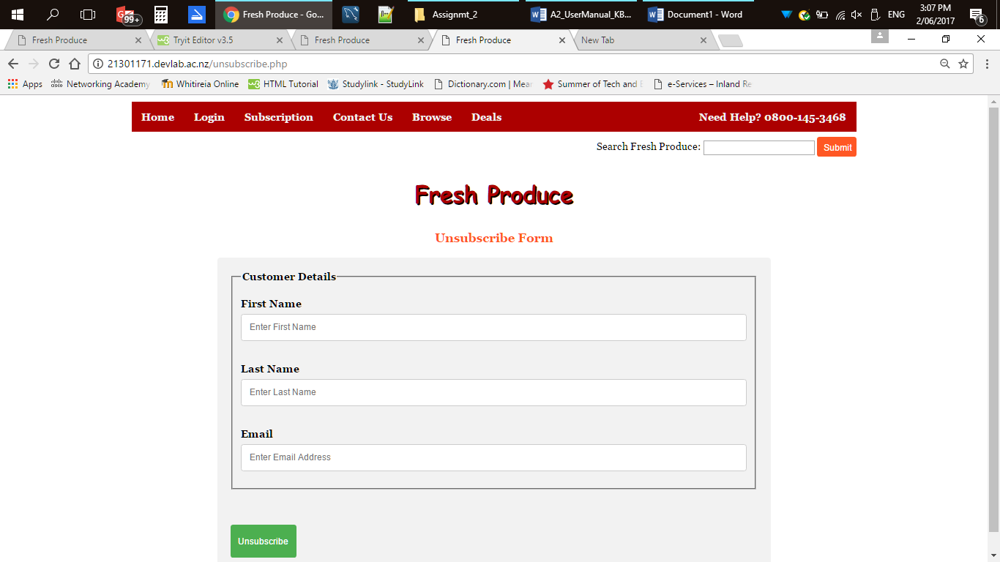 99+ Fresh Produce - Go... Assignmt_2 A2_UserManual_KB... Document1 - Word ENG 3:07 PM
2/06/2017 6
Fresh Produce Tryit Editor v3.5 Fresh Produce Fresh Produce New Tab
21301171.devlab.ac.nz/unsubscribe.php
Apps Networking Academy Whitireia Online HTML Tutorial Studylink - StudyLink Dictionary.com | Mear Summer of Tech and e-Services – Inland Re
Home Login Subscription Contact Us Browse Deals Need Help? 0800-145-3468
Search Fresh Produce: Submit
Fresh Produce
Unsubscribe Form
Customer Details
First Name
Enter First Name
Last Name
Enter Last Name
Email
Enter Email Address
Unsubscribe